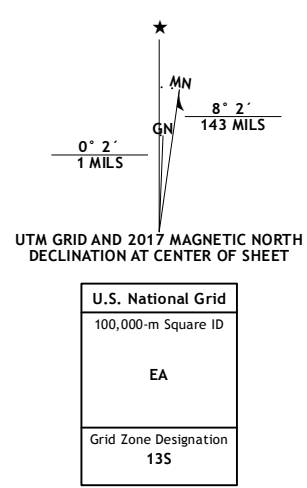 MN
8° 2´
143 MILS
GN
0° 2´
1 MILS
UTM GRID AND 2017 MAGNETIC NORTH
DECLINATION AT CENTER OF SHEET
U.S. National Grid
100,000-m Square ID
EA
Grid Zone Designation
13S